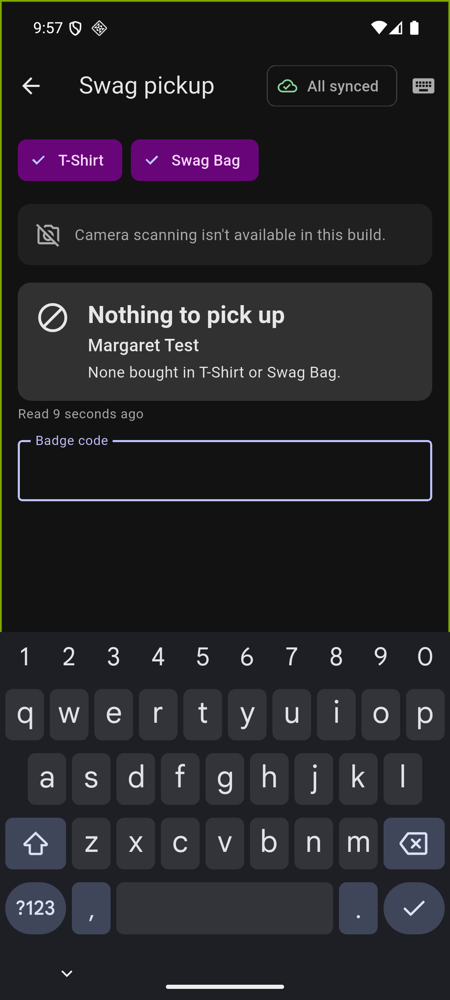 9:57
Swag pickup
All synced
T-Shirt
Swag Bag
Camera scanning isn't available in this build.
Nothing to pick up
Margaret Test
None bought in T-Shirt or Swag Bag.
Read 9 seconds ago
Badge code
1 2 3 4 5 6 7 8 9 0
q w e r t y u i o p
a s d f g h j k l
z x c v b n m
?123 , .